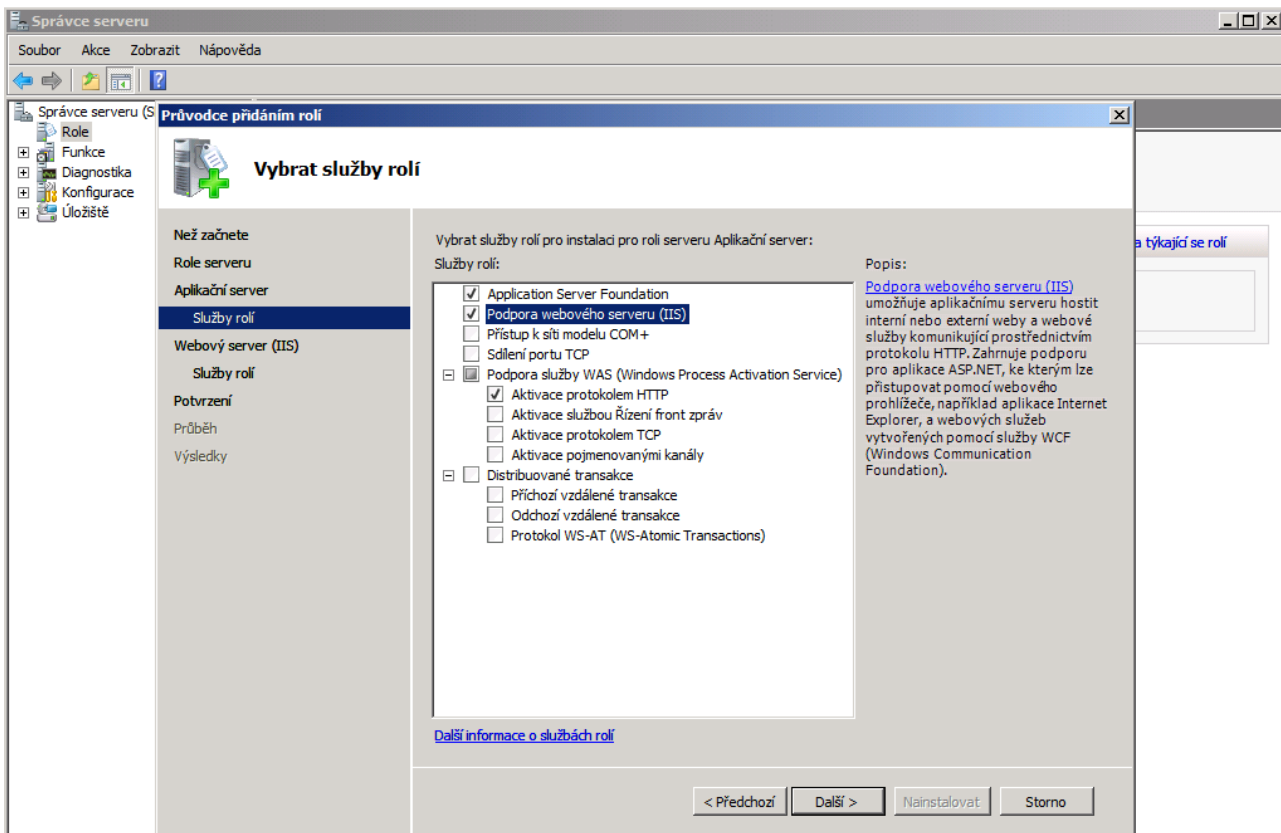 Správce serveru
Soubor Akce Zobrazit Nápověda
Správce serveru (S
Role
Funkce
Diagnostika
Konfigurace
Úložiště
Průvodce přidáním rolí
Vybrat služby rolí
Než začnete
Role serveru
Aplikační server
Služby rolí
Webový server (IIS)
Služby rolí
Potvrzení
Průběh
Výsledky
Vybrat služby rolí pro instalaci pro roli serveru Aplikační server:
Služby rolí:
Application Server Foundation
Podpora webového serveru (IIS)
Přístup k síti modelu COM+
Sdílení portu TCP
Podpora služby WAS (Windows Process Activation Service)
Aktivace protokolem HTTP
Aktivace službou Řízení front zpráv
Aktivace protokolem TCP
Aktivace pojmenovanými kanály
Distribuované transakce
Příchozí vzdálené transakce
Odchozí vzdálené transakce
Protokol WS-AT (WS-Atomic Transactions)
Další informace o službách rolí
Popis:
Podpora webového serveru (IIS)
umožňuje aplikačnímu serveru hostit
interní nebo externí weby a webové
služby komunikující prostřednictvím
protokolu HTTP. Zahrnuje podporu
pro aplikace ASP.NET, ke kterým lze
přistupovat pomocí webového
prohlížeče, například aplikace Internet
Explorer, a webových služeb
vytvořených pomocí služby WCF
(Windows Communication
Foundation).
a týkající se rolí
< Předchozí
Další >
Nainstalovat
Storno